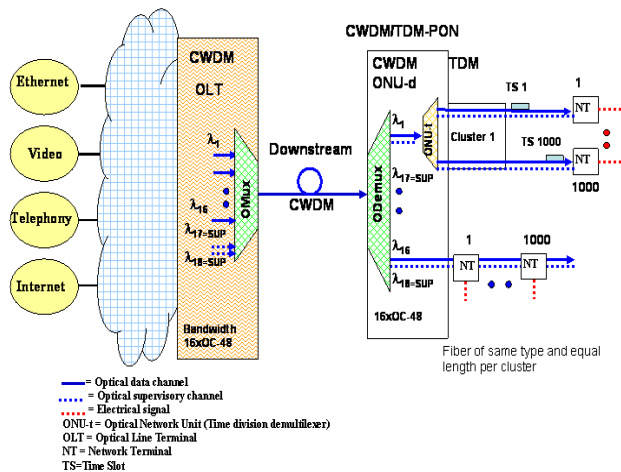 CWDM/TDM-PON
CWDM
OLT
CWDM
ONU-d
TDM
Ethernet
Video
Telephony
Internet
λ1
λ16
λ17=SUP
λ18=SUP
OMux
Bandwidth
16xOC-48
Downstream
CWDM
ODemux
λ1
λ17=SUP
λ16
λ18=SUP
16xOC-48
ONU-t
Cluster 1
TS 1
1
NT
TS 1000
NT
1000
1
1000
NT
NT
Fiber of same type and equal
length per cluster
= Optical data channel
= Optical supervisory channel
= Electrical signal
ONU-t = Optical Network Unit (Time division demultilexer)
OLT = Optical Line Terminal
NT = Network Terminal
TS=Time Slot